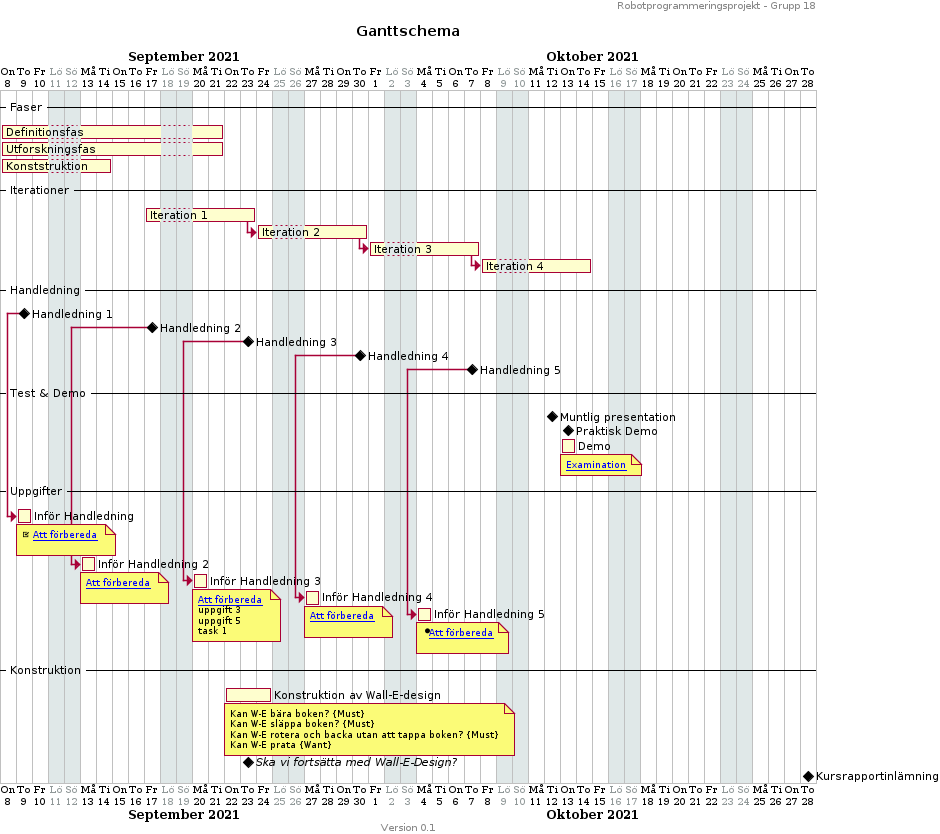 Robotprogrammeringsprojekt - Grupp 18
Ganttschema
September 2021 Oktober 2021
On To Fr Lö Sö Må Ti On To Fr Lö Sö Må Ti On To Fr Lö Sö Må Ti On To Fr Lö Sö Må Ti On To Fr Lö Sö Må Ti On To Fr Lö Sö Må Ti On To Fr Lö Sö Må Ti On To
8 9 10 11 12 13 14 15 16 17 18 19 20 21 22 23 24 25 26 27 28 29 30 1 2 3 4 5 6 7 8 9 10 11 12 13 14 15 16 17 18 19 20 21 22 23 24 25 26 27 28
Faser
Definitionsfas
Utforskningsfas
Konststruktion
Iterationer
Iteration 1
Iteration 2
Iteration 3
Iteration 4
Handledning
Handledning 1
Handledning 2
Handledning 3
Handledning 4
Handledning 5
Test & Demo
Muntlig presentation
Praktisk Demo
Demo
Examination
Uppgifter
Inför Handledning
Att förbereda
Inför Handledning 2
Att förbereda
Inför Handledning 3
Att förbereda
uppgift 3
uppgift 5
task 1
Inför Handledning 4
Att förbereda
Inför Handledning 5
Att förbereda
Konstruktion
Konstruktion av Wall-E-design
Kan W-E bära boken? {Must}
Kan W-E släppa boken? {Must}
Kan W-E rotera och backa utan att tappa boken? {Must}
Kan W-E prata {Want}
Ska vi fortsätta med Wall-E-Design?
Kursrapportinlämning
On To Fr Lö Sö Må Ti On To Fr Lö Sö Må Ti On To Fr Lö Sö Må Ti On To Fr Lö Sö Må Ti On To Fr Lö Sö Må Ti On To Fr Lö Sö Må Ti On To Fr Lö Sö Må Ti On To
8 9 10 11 12 13 14 15 16 17 18 19 20 21 22 23 24 25 26 27 28 29 30 1 2 3 4 5 6 7 8 9 10 11 12 13 14 15 16 17 18 19 20 21 22 23 24 25 26 27 28
September 2021 Oktober 2021
Version 0.1